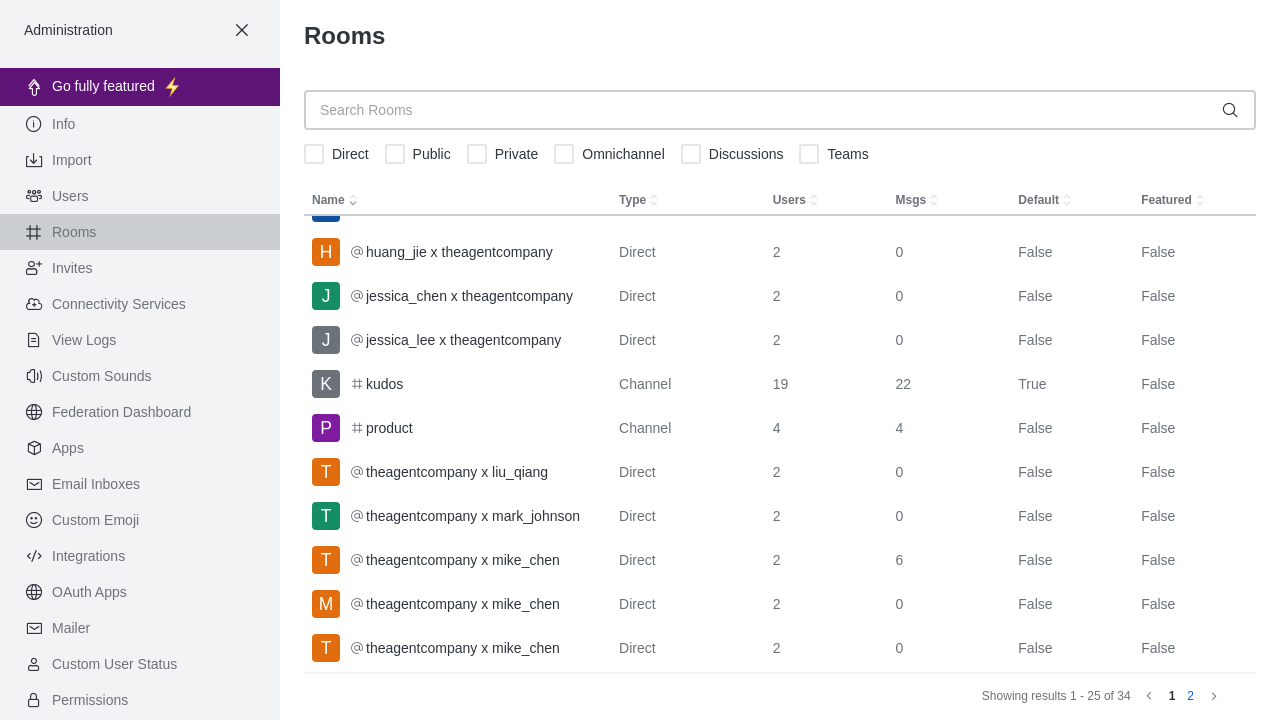 Administration
Go fully featured
Info
Import
Users
Rooms
Invites
Connectivity Services
View Logs
Custom Sounds
Federation Dashboard
Apps
Email Inboxes
Custom Emoji
Integrations
OAuth Apps
Mailer
Custom User Status
Permissions
Rooms
Search Rooms
Direct Public Private Omnichannel Discussions Teams
Name Type Users Msgs Default Featured
H @ huang_jie x theagentcompany Direct 2 0 False False
J @ jessica_chen x theagentcompany Direct 2 0 False False
J @ jessica_lee x theagentcompany Direct 2 0 False False
K # kudos Channel 19 22 True False
P # product Channel 4 4 False False
T @ theagentcompany x liu_qiang Direct 2 0 False False
T @ theagentcompany x mark_johnson Direct 2 0 False False
T @ theagentcompany x mike_chen Direct 2 6 False False
M @ theagentcompany x mike_chen Direct 2 0 False False
T @ theagentcompany x mike_chen Direct 2 0 False False
Showing results 1 - 25 of 34 1 2